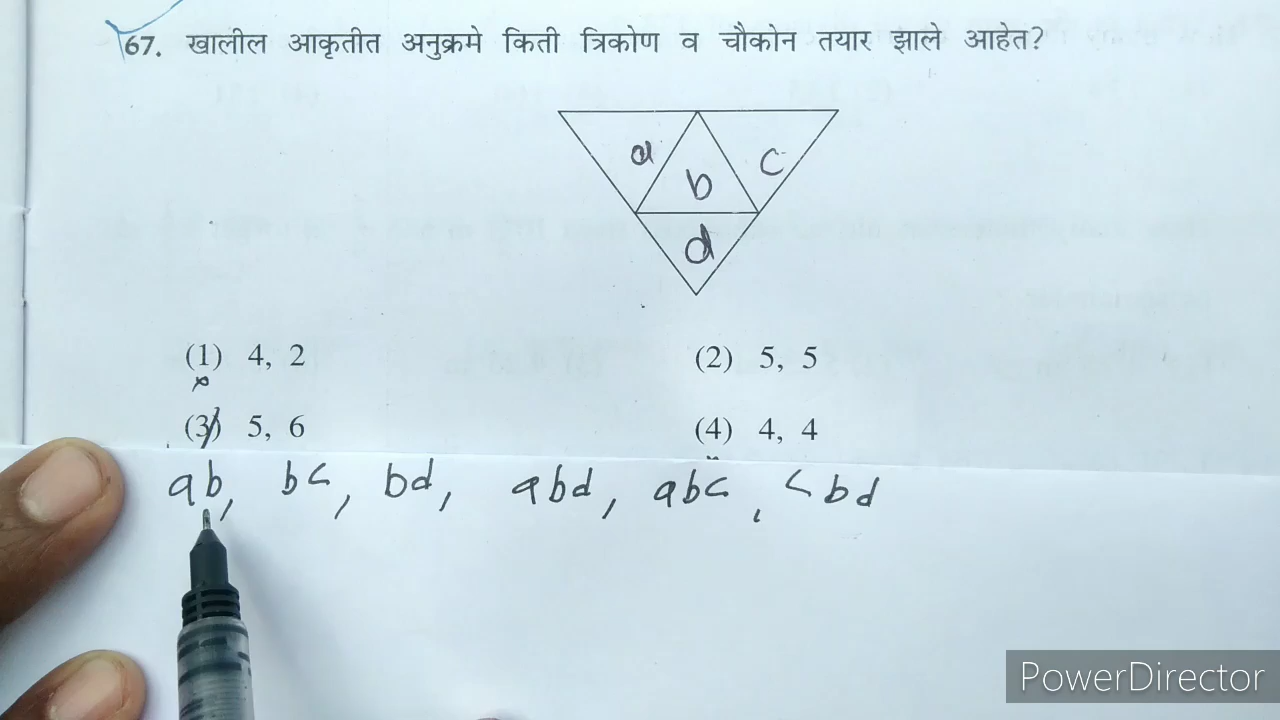 67. खालील आकृतीत अनुक्रमे किती त्रिकोण व चौकोन तयार झाले आहेत?
a
b
c
d
(1) 4, 2
(2) 5, 5
(3) 5, 6
(4) 4, 4
ab, bc, bd, abd, abc, cbd
PowerDirector